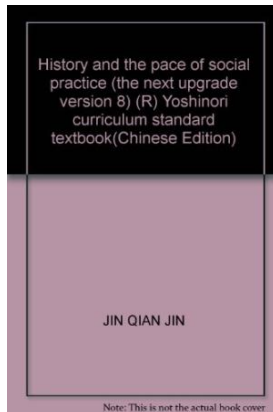 History and the pace of social
practice (the next upgrade
version 8) (R) Yoshinori
curriculum standard
textbook(Chinese Edition)
JIN QIAN JIN
Note: This is not the actual book cover